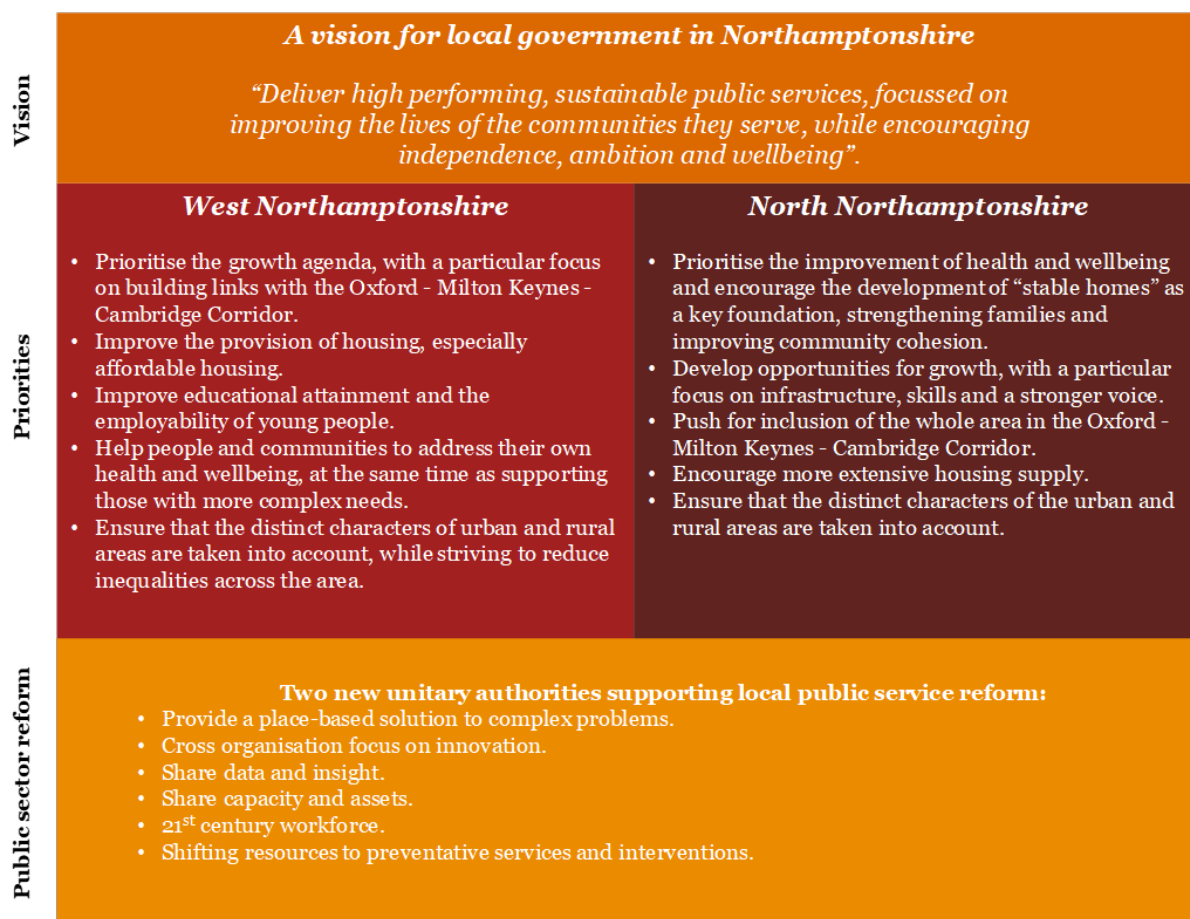 Vision
A vision for local government in Northamptonshire
“Deliver high performing, sustainable public services, focussed on
improving the lives of the communities they serve, while encouraging
independence, ambition and wellbeing”.
Priorities
West Northamptonshire
• Prioritise the growth agenda, with a particular focus
on building links with the Oxford - Milton Keynes -
Cambridge Corridor.
• Improve the provision of housing, especially
affordable housing.
• Improve educational attainment and the
employability of young people.
• Help people and communities to address their own
health and wellbeing, at the same time as supporting
those with more complex needs.
• Ensure that the distinct characters of urban and rural
areas are taken into account, while striving to reduce
inequalities across the area.
North Northamptonshire
• Prioritise the improvement of health and wellbeing
and encourage the development of “stable homes” as
a key foundation, strengthening families and
improving community cohesion.
• Develop opportunities for growth, with a particular
focus on infrastructure, skills and a stronger voice.
• Push for inclusion of the whole area in the Oxford -
Milton Keynes - Cambridge Corridor.
• Encourage more extensive housing supply.
• Ensure that the distinct characters of the urban and
rural areas are taken into account.
Public sector reform
Two new unitary authorities supporting local public service reform:
• Provide a place-based solution to complex problems.
• Cross organisation focus on innovation.
• Share data and insight.
• Share capacity and assets.
• 21st century workforce.
• Shifting resources to preventative services and interventions.